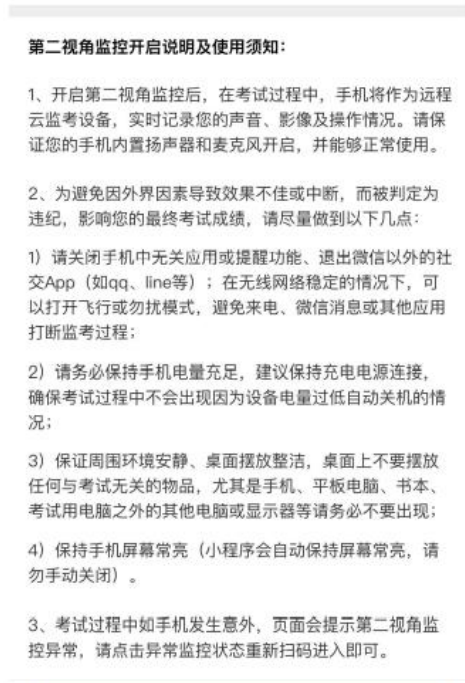 第二视角监控开启说明及使用须知：
1、开启第二视角监控后，在考试过程中，手机将作为远程
云监考设备，实时记录您的声音、影像及操作情况。请保
证您的手机内置扬声器和麦克风开启，并能够正常使用。
2、为避免因外界因素导致效果不佳或中断，而被判定为
违纪，影响您的最终考试成绩，请尽量做到以下几点：
1）请关闭手机中无关应用或提醒功能、退出微信以外的社
交App（如qq、line等）；在无线网络稳定的情况下，可
以打开飞行或勿扰模式，避免来电、微信消息或其他应用
打断监考过程；
2）请务必保持手机电量充足，建议保持充电电源连接，
确保考试过程中不会出现因为设备电量过低自动关机的情
况；
3）保证周围环境安静、桌面摆放整洁，桌面上不要摆放
任何与考试无关的物品，尤其是手机、平板电脑、书本、
考试用电脑之外的其他电脑或显示器等请务必不要出现；
4）保持手机屏幕常亮（小程序会自动保持屏幕常亮，请
勿手动关闭）。
3、考试过程中如手机发生意外，页面会提示第二视角监
控异常，请点击异常监控状态重新扫码进入即可。